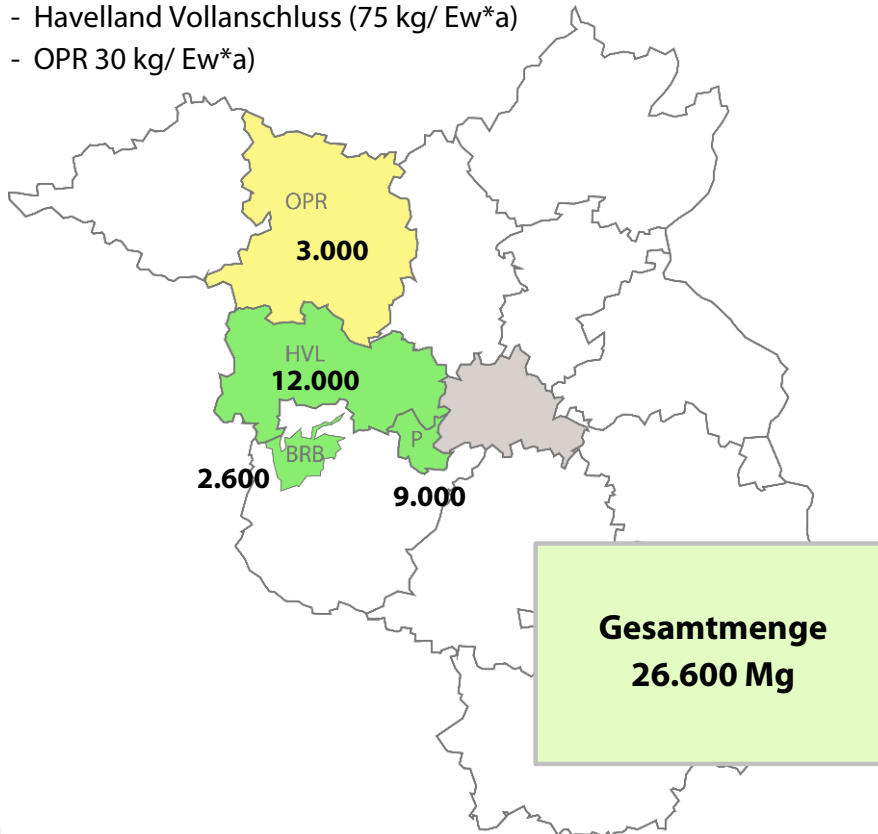 - Havelland Vollanschluss (75 kg/ Ew*a)
- OPR 30 kg/ Ew*a)
OPR
3.000
HVL
12.000
P
BRB
2.600
9.000
Gesamtmenge
26.600 Mg